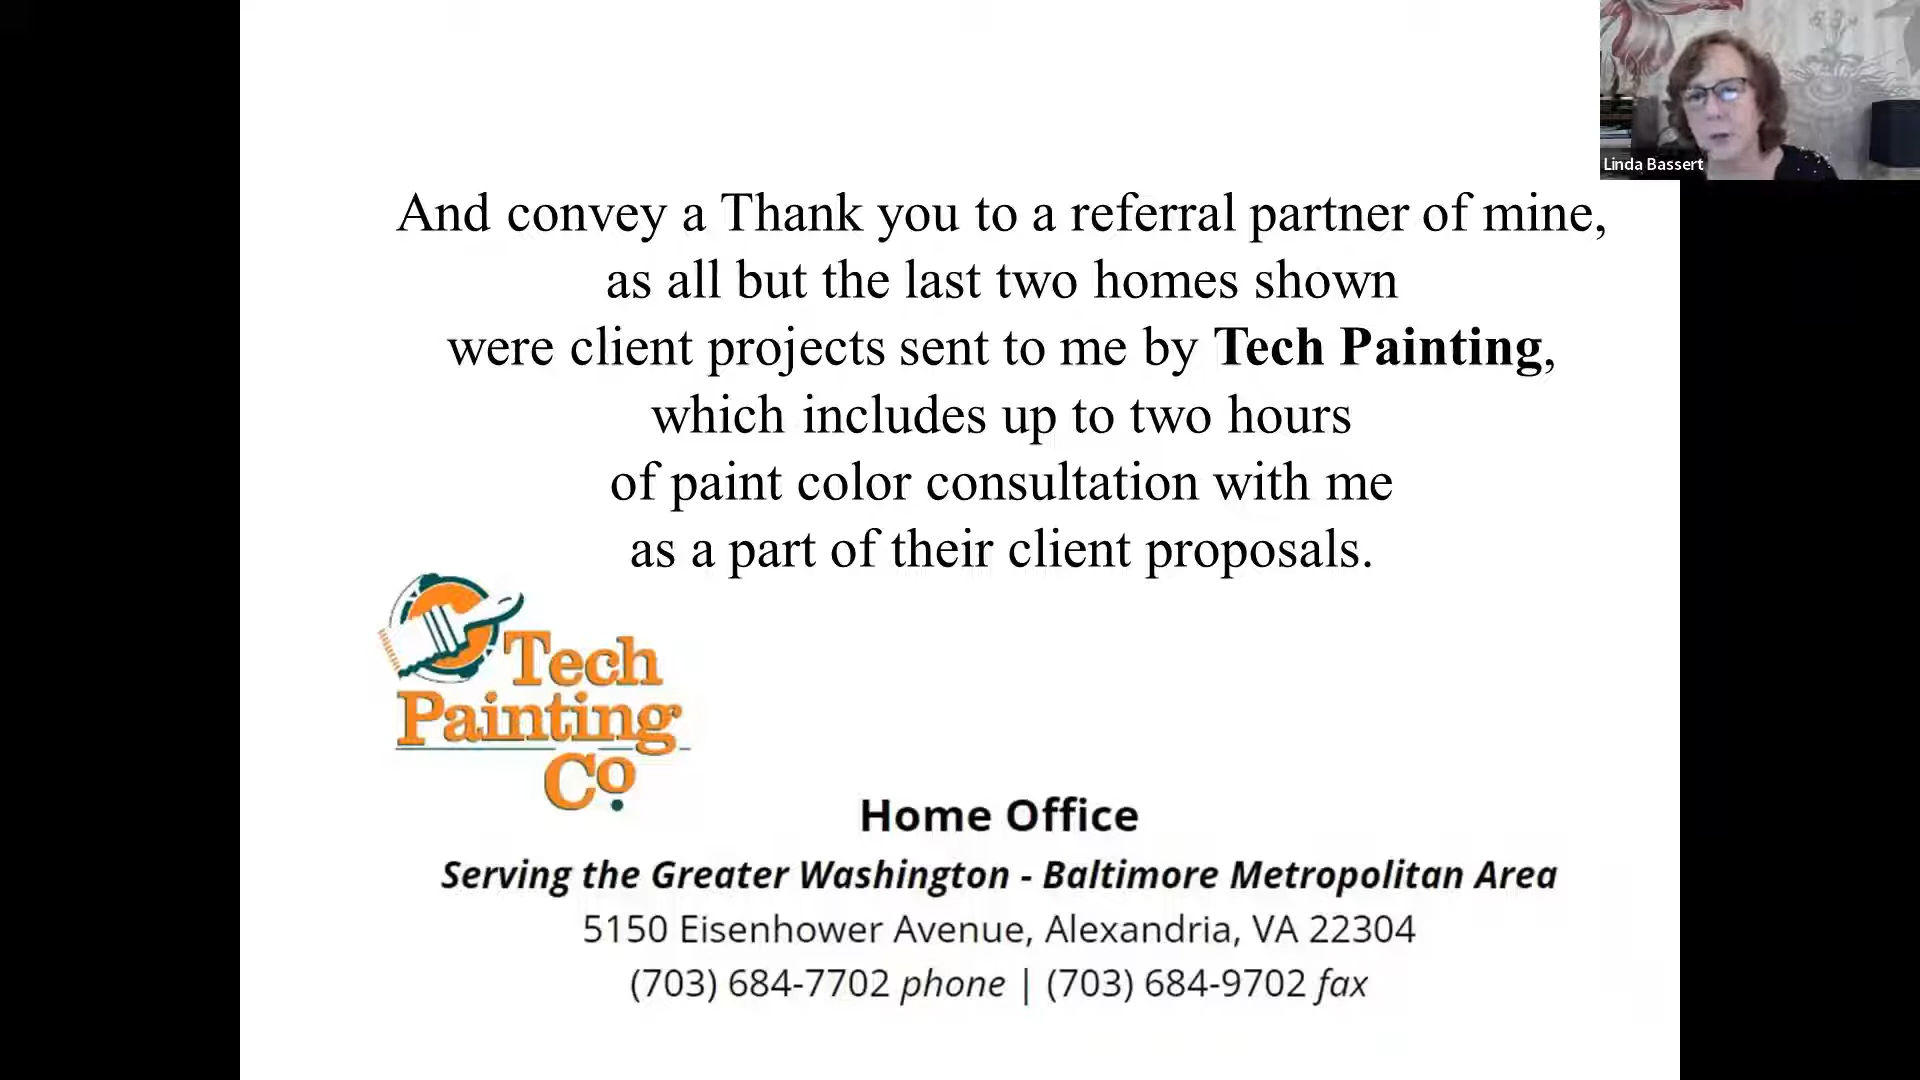 Linda Bassert
And convey a Thank you to a referral partner of mine,
as all but the last two homes shown
were client projects sent to me by Tech Painting,
which includes up to two hours
of paint color consultation with me
as a part of their client proposals.
Tech
Painting
Co.
Home Office
Serving the Greater Washington - Baltimore Metropolitan Area
5150 Eisenhower Avenue, Alexandria, VA 22304
(703) 684-7702 phone | (703) 684-9702 fax